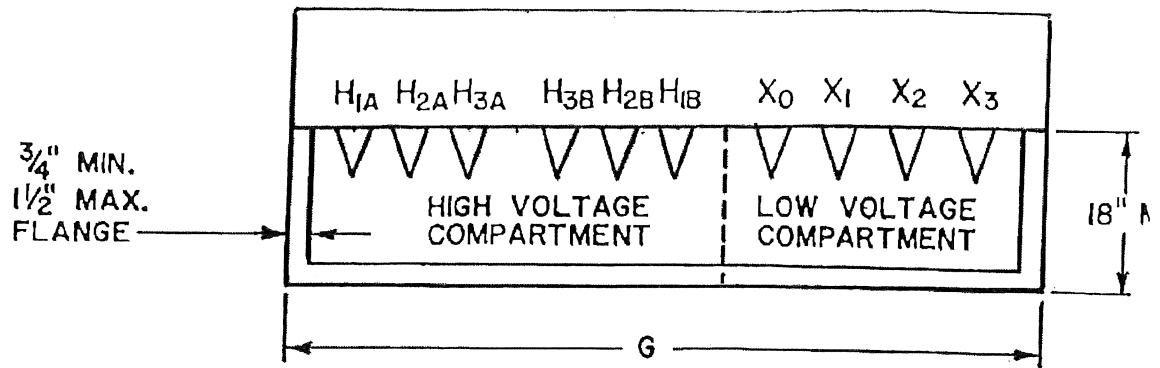 H1A H2A H3A H3B H2B H1B X0 X1 X2 X3
3/4" MIN.
1 1/2" MAX.
FLANGE
HIGH VOLTAGE
COMPARTMENT
LOW VOLTAGE
COMPARTMENT
18" M
G